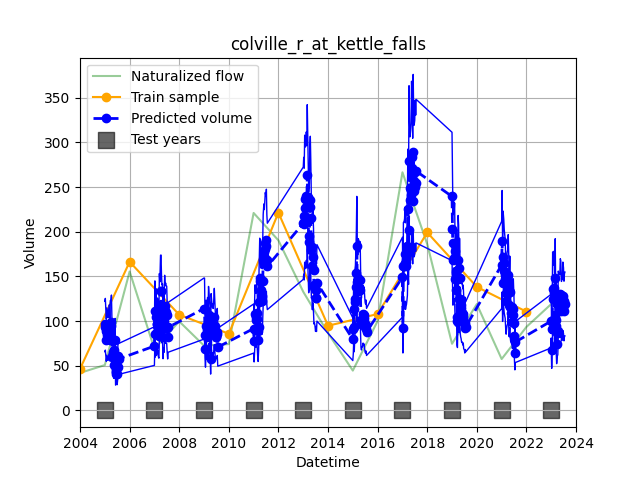 colville_r_at_kettle_falls
Naturalized flow
Train sample
Predicted volume
Test years
Volume
350
300
250
200
150
100
50
0
2004 2006 2008 2010 2012 2014 2016 2018 2020 2022 2024
Datetime